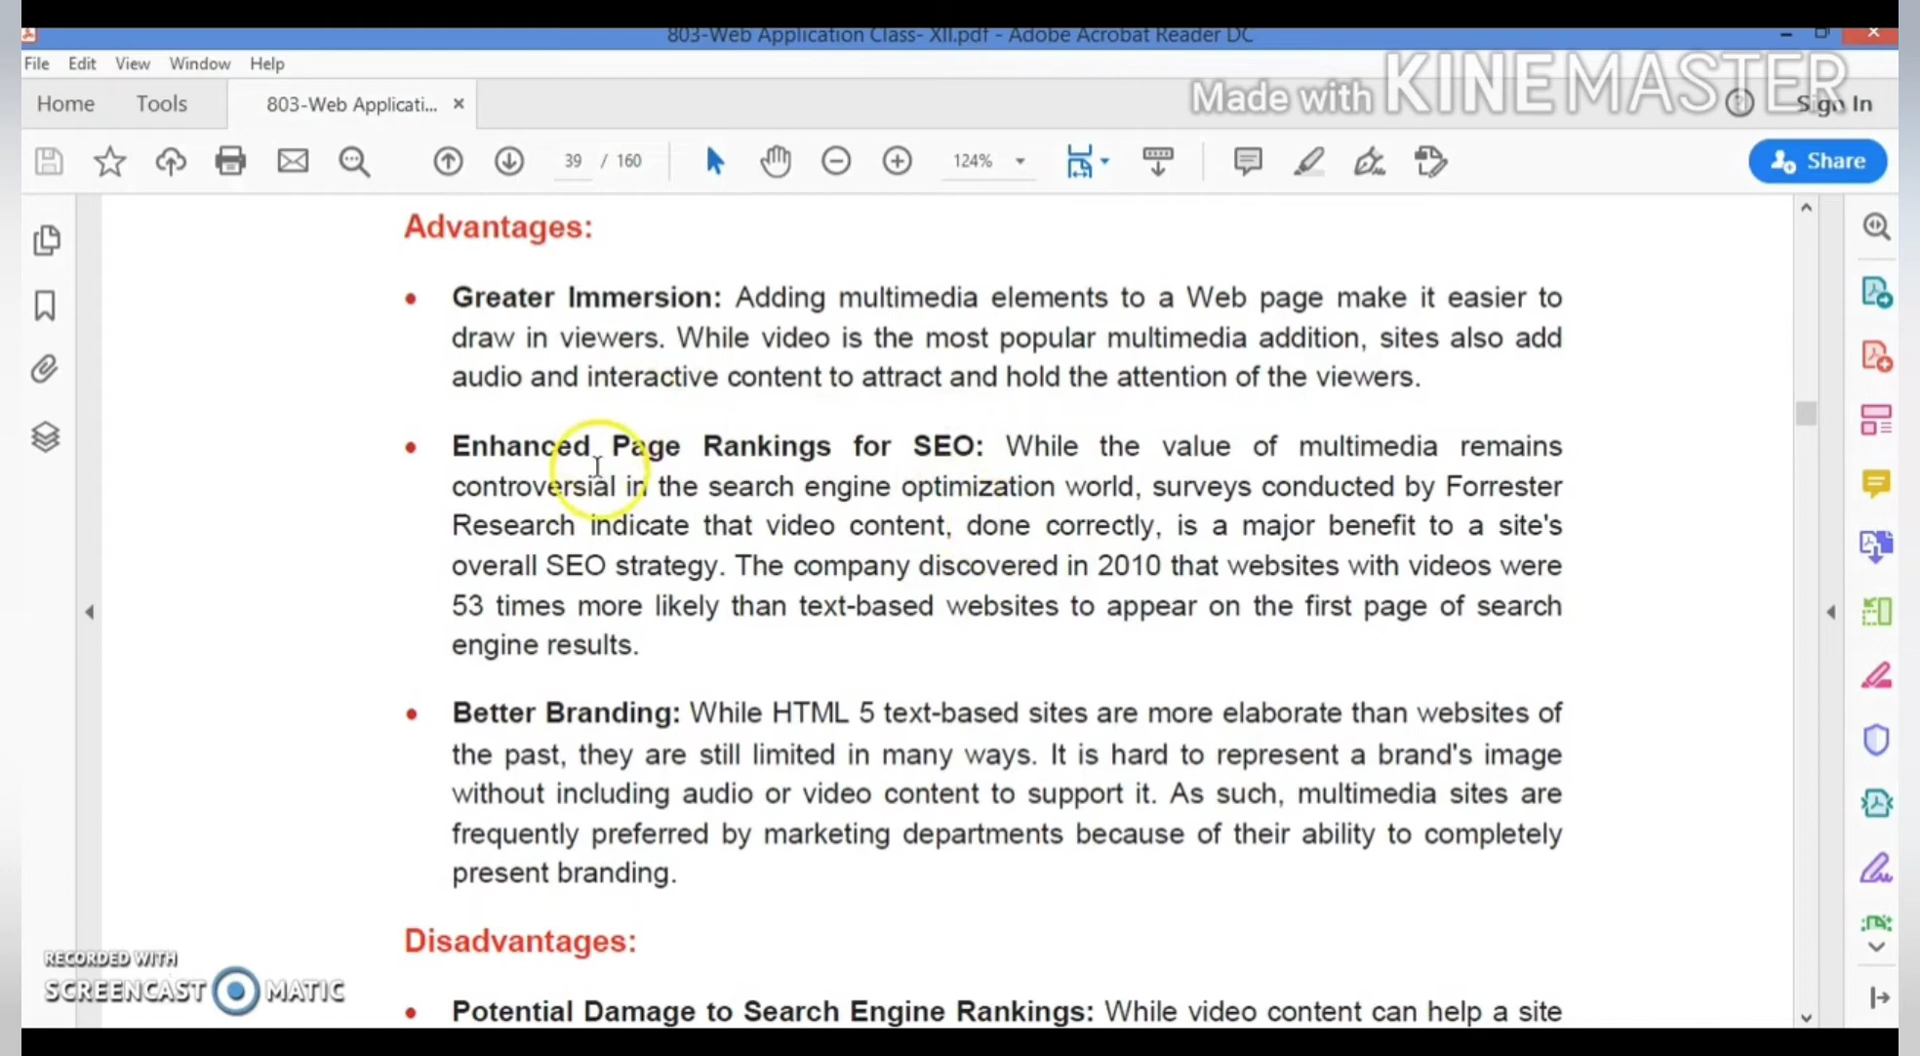 803-Web Application Class- XII.pdf - Adobe Acrobat Reader DC
File Edit View Window Help
Made with KINEMASTER
Home Tools 803-Web Applicati... Sign In
39 / 160 124% Share
Advantages:
Greater Immersion: Adding multimedia elements to a Web page make it easier to
draw in viewers. While video is the most popular multimedia addition, sites also add
audio and interactive content to attract and hold the attention of the viewers.
Enhanced Page Rankings for SEO: While the value of multimedia remains
controversial in the search engine optimization world, surveys conducted by Forrester
Research indicate that video content, done correctly, is a major benefit to a site's
overall SEO strategy. The company discovered in 2010 that websites with videos were
53 times more likely than text-based websites to appear on the first page of search
engine results.
Better Branding: While HTML 5 text-based sites are more elaborate than websites of
the past, they are still limited in many ways. It is hard to represent a brand's image
without including audio or video content to support it. As such, multimedia sites are
frequently preferred by marketing departments because of their ability to completely
present branding.
Disadvantages:
RECORDED WITH
SCREENCAST MATIC
Potential Damage to Search Engine Rankings: While video content can help a site